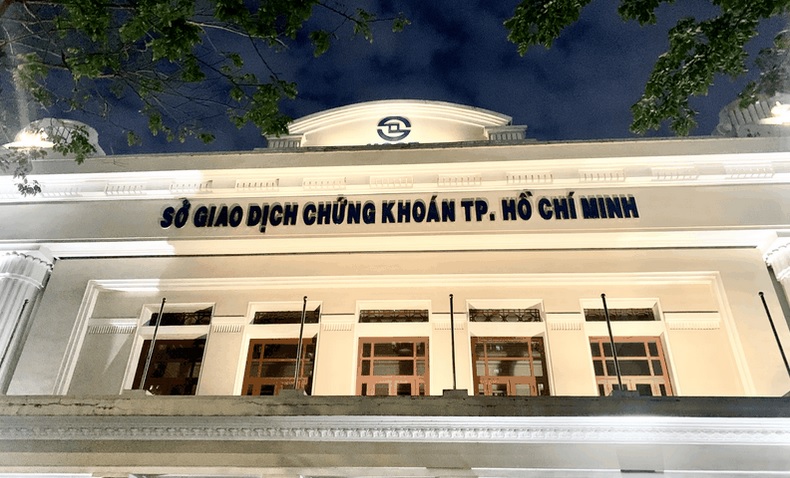 SỞ GIAO DỊCH CHỨNG KHOÁN TP. HỒ CHÍ MINH